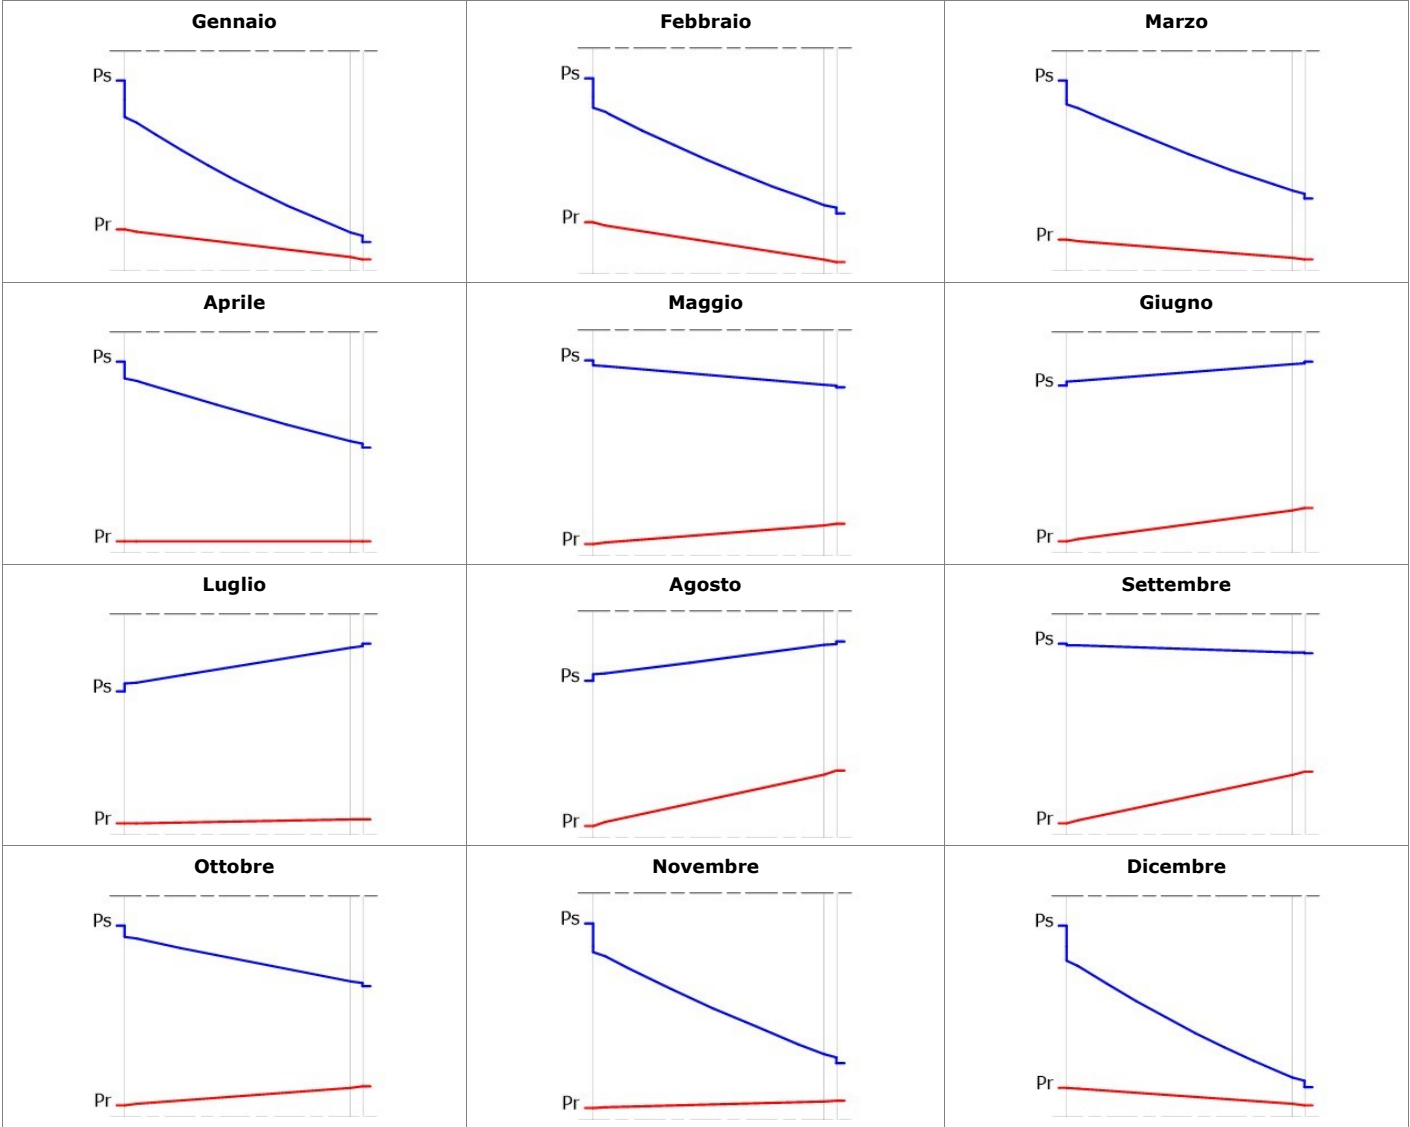 Gennaio
Febbraio
Marzo
Ps
Ps
Ps
Pr
Pr
Pr
Aprile
Maggio
Giugno
Ps
Ps
Ps
Pr
Pr
Pr
Luglio
Agosto
Settembre
Ps
Ps
Ps
Pr
Pr
Pr
Ottobre
Novembre
Dicembre
Ps
Ps
Ps
Pr
Pr
Pr